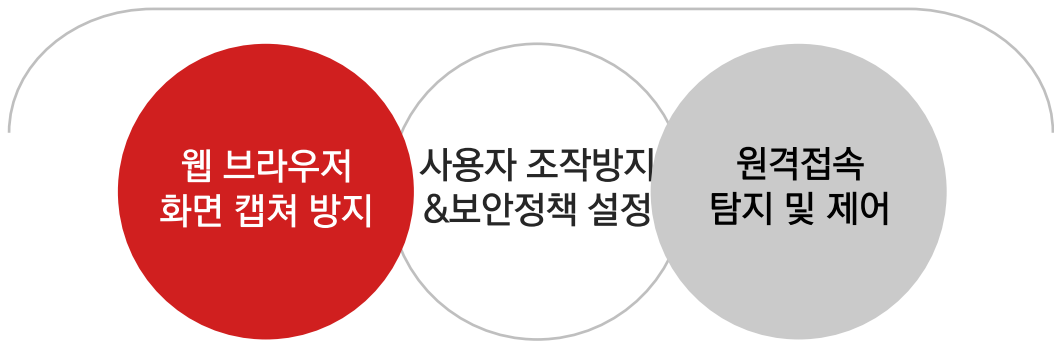 웹 브라우저
화면 캡쳐 방지
사용자 조작방지
&보안정책 설정
원격접속
탐지 및 제어